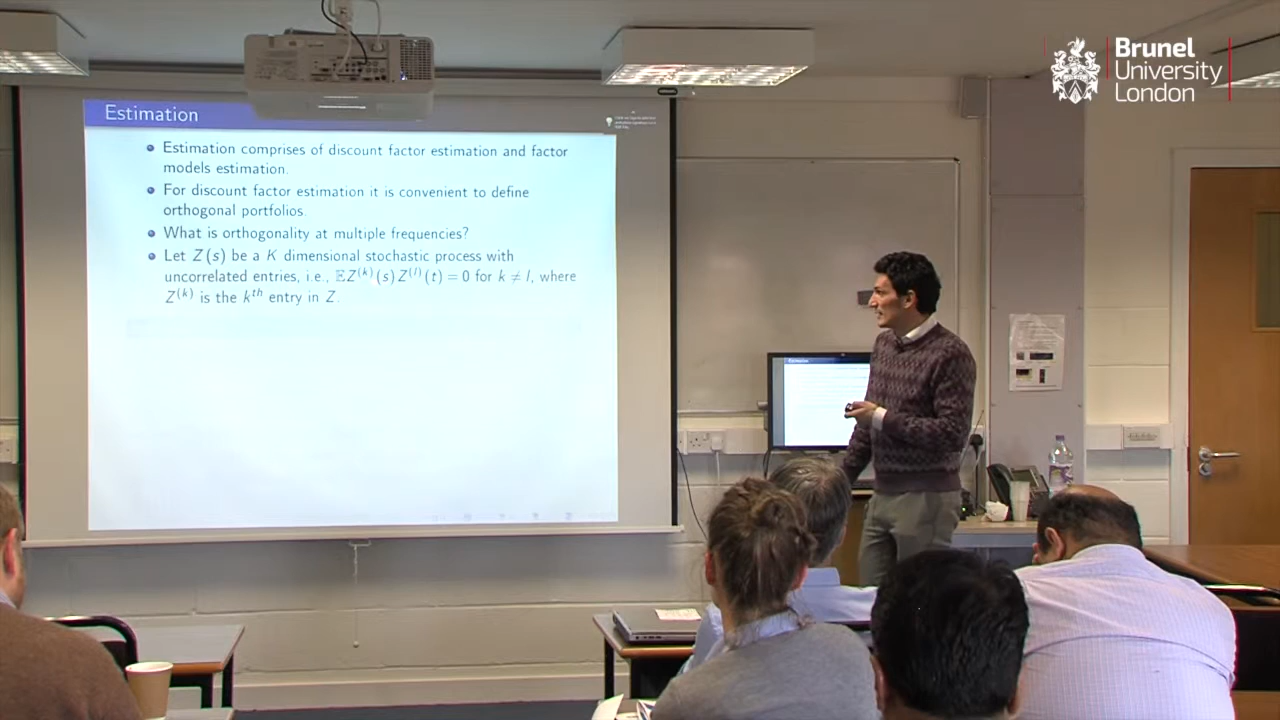 Brunel
University
London
Estimation
Estimation comprises of discount factor estimation and factor
models estimation.
For discount factor estimation it is convenient to define
orthogonal portfolios.
What is orthogonality at multiple frequencies?
Let Z(s) be a K dimensional stochastic process with
uncorrelated entries, i.e., 𝔼Z^(k)(s)Z^(l)(t) = 0 for k ≠ l, where
Z^(k) is the k^th entry in Z.
Estimation